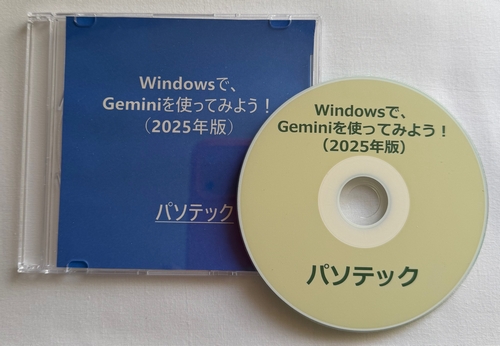 Windowsで、
Geminiを使ってみよう！
（2025年版）
パソテック
Windowsで、
Geminiを使ってみよう！
（2025年版）
パソテック